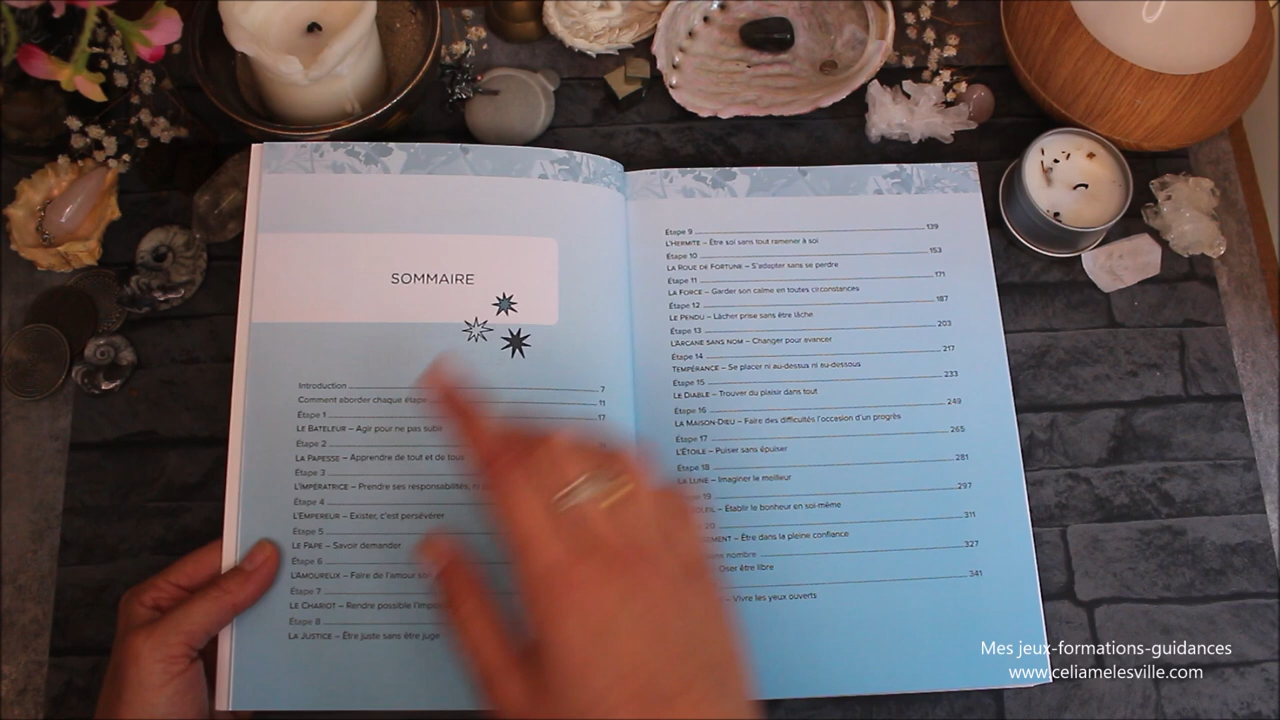 SOMMAIRE
Introduction 7
Comment aborder chaque étape 11
Étape 1 17
LE BATELEUR – Agir pour ne pas subir
Étape 2
LA PAPESSE – Apprendre de tout et de tous
Étape 3
L'IMPÉRATRICE – Prendre ses responsabilités,
Étape 4
L'EMPEREUR – Exister, c'est persévérer
Étape 5
LE PAPE – Savoir demander
Étape 6
L'AMOUREUX – Faire de l'amour
Étape 7
LE CHARIOT – Rendre possible
Étape 8
LA JUSTICE – Être juste sans être juge
Étape 9 139
L'HERMITE – Être soi sans tout ramener à soi
Étape 10 153
LA ROUE DE FORTUNE – S'adapter sans se perdre
Étape 11 171
LA FORCE – Garder son calme en toutes circonstances
Étape 12 187
LE PENDU – Lâcher prise sans être lâche
Étape 13 203
L'ARCANE SANS NOM – Changer pour avancer
Étape 14 217
TEMPÉRANCE – Se placer ni au-dessus ni au-dessous
Étape 15 233
LE DIABLE – Trouver du plaisir dans tout
Étape 16 249
LA MAISON-DIEU – Faire des difficultés l'occasion d'un progrès
Étape 17 265
L'ÉTOILE – Puiser sans épuiser
Étape 18 281
LA LUNE – Imaginer le meilleur
19 297
– Établir le bonheur en soi-même
20 311
– Être dans la pleine confiance
sans nombre 327
Oser être libre
341
– Vivre les yeux ouverts
Mes jeux-formations-guidances
www.celiamelesville.com